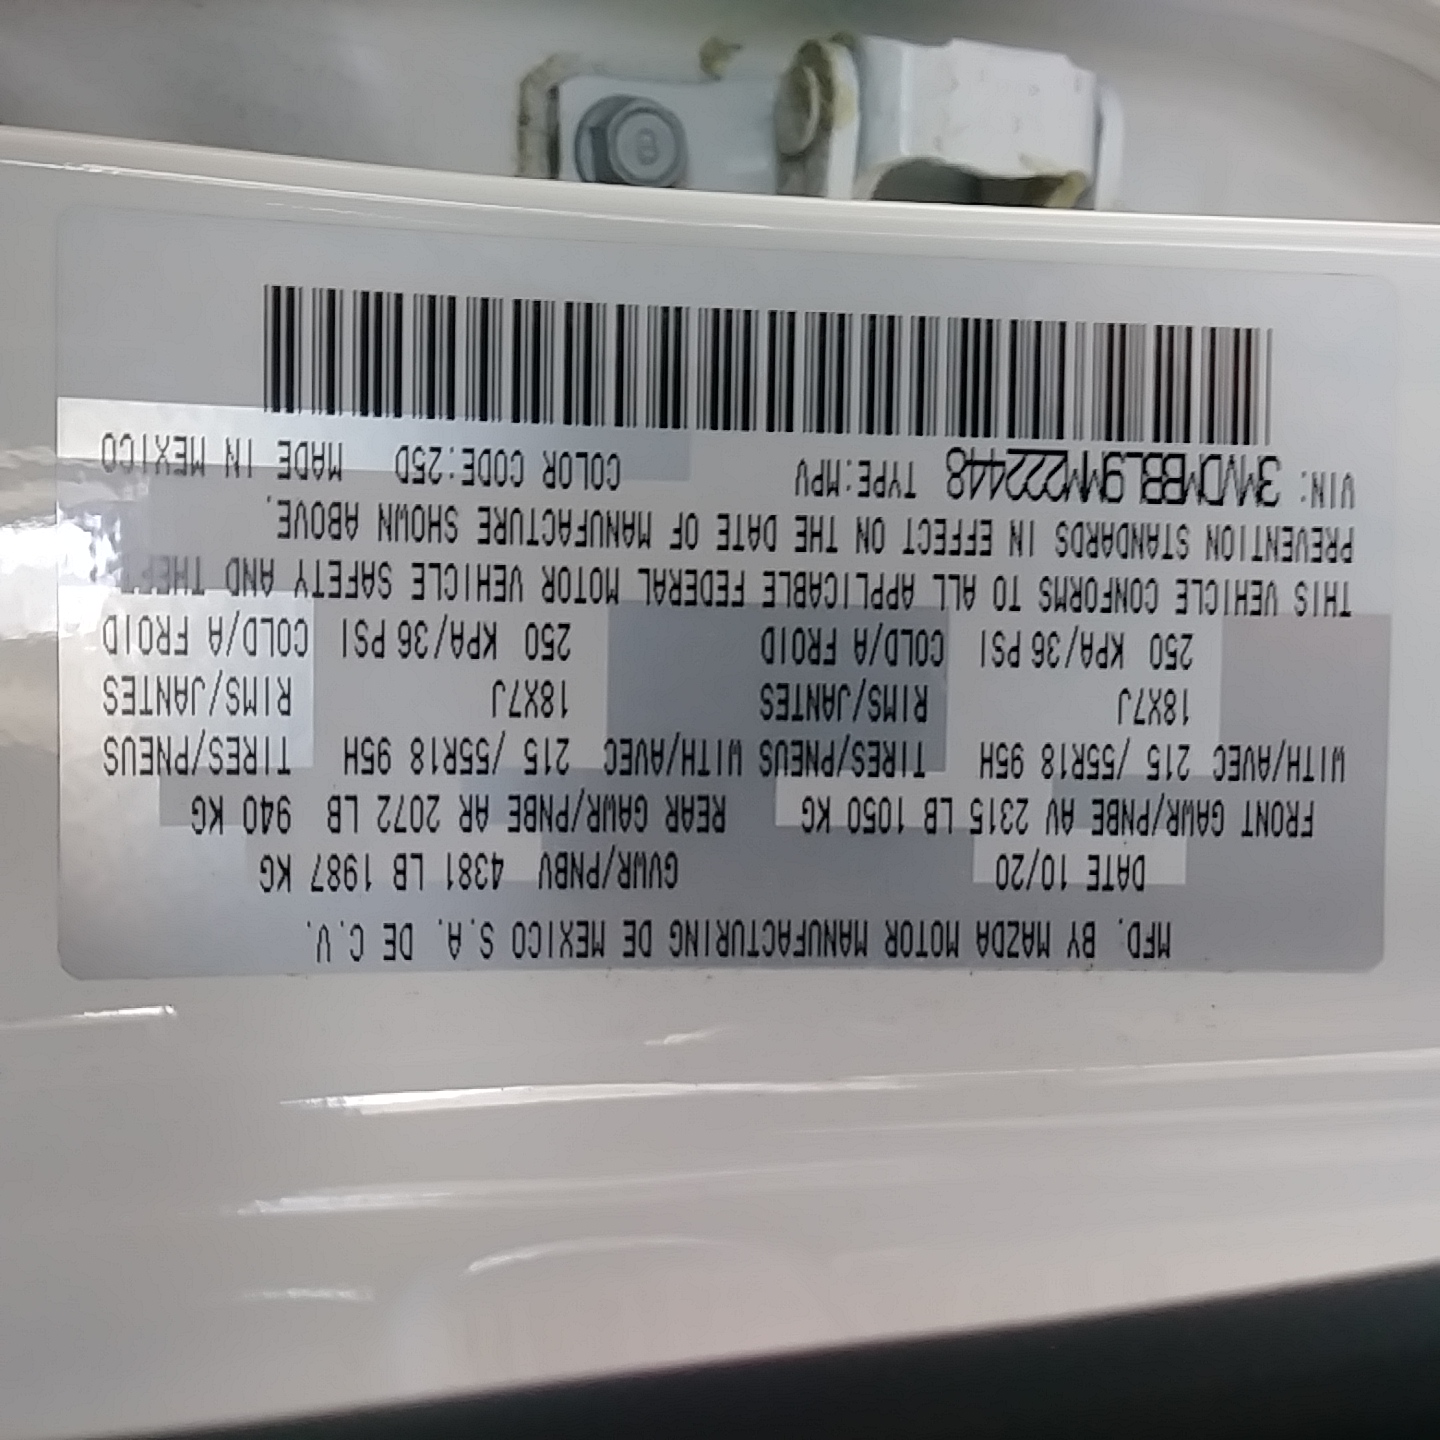 MFD. BY MAZDA MOTOR MANUFACTURING DE MEXICO S.A. DE C.V.
DATE 10/20 GVWR/PNBV 4381 LB 1987 KG
FRONT GAWR/PNBE AV 2315 LB 1050 KG REAR GAWR/PNBE AR 2072 LB 940 KG
WITH/AVEC 215 /55R18 95H TIRES/PNEUS WITH/AVEC 215 /55R18 95H TIRES/PNEUS
18X7J RIMS/JANTES 18X7J RIMS/JANTES
250 KPA/36 PSI COLD/A FROID 250 KPA/36 PSI COLD/A FROID
THIS VEHICLE CONFORMS TO ALL APPLICABLE FEDERAL MOTOR VEHICLE SAFETY AND THEFT
PREVENTION STANDARDS IN EFFECT ON THE DATE OF MANUFACTURE SHOWN ABOVE.
VIN: 3MVDMBBL9MM222448 TYPE:MPV COLOR CODE:25D MADE IN MEXICO
8